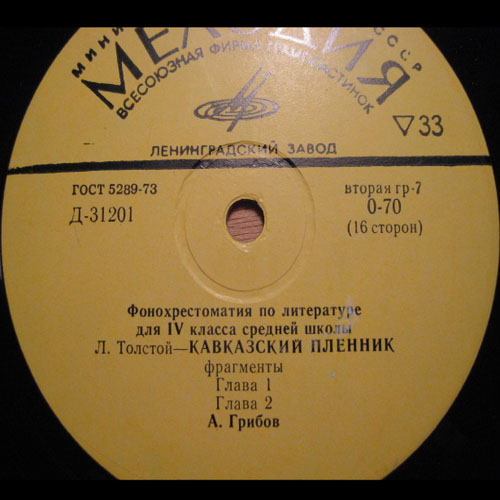 МЕЛОДИЯ
СССР
ВСЕСОЮЗНАЯ ФИРМА ГРАМПЛАСТИНОК
ЛЕНИНГРАДСКИЙ ЗАВОД
▽33
ГОСТ 5289-73
Д-31201
вторая гр-7
0-70
(16 сторон)
Фонохрестоматия по литературе
для IV класса средней школы
Л. Толстой—КАВКАЗСКИЙ ПЛЕННИК
фрагменты
Глава 1
Глава 2
А. Грибов